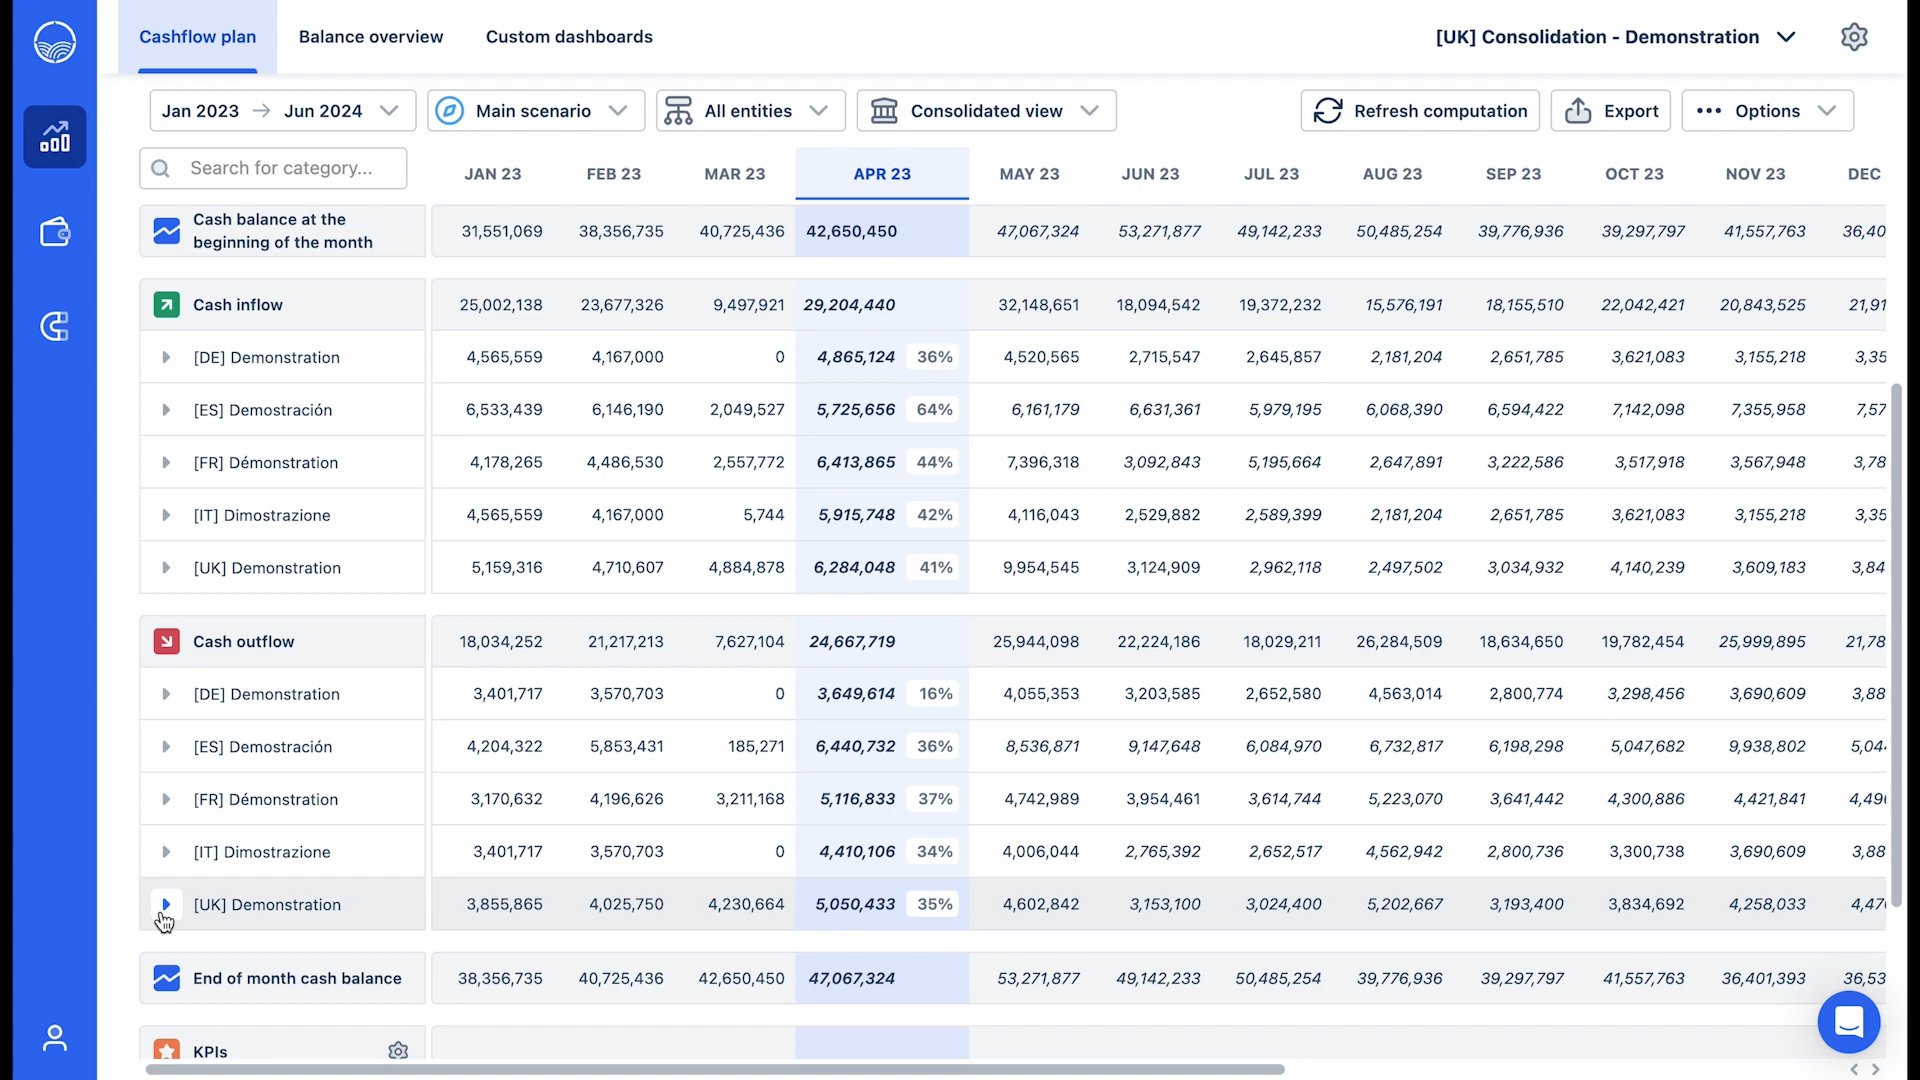 Cashflow plan Balance overview Custom dashboards [UK] Consolidation - Demonstration
Jan 2023 → Jun 2024 Main scenario All entities Consolidated view Refresh computation Export ••• Options
Search for category... JAN 23 FEB 23 MAR 23 APR 23 MAY 23 JUN 23 JUL 23 AUG 23 SEP 23 OCT 23 NOV 23 DEC
Cash balance at the
beginning of the month 31,551,069 38,356,735 40,725,436 42,650,450 47,067,324 53,271,877 49,142,233 50,485,254 39,776,936 39,297,797 41,557,763 36,40
Cash inflow 25,002,138 23,677,326 9,497,921 29,204,440 32,148,651 18,094,542 19,372,232 15,576,191 18,155,510 22,042,421 20,843,525 21,91
[DE] Demonstration 4,565,559 4,167,000 0 4,865,124 36% 4,520,565 2,715,547 2,645,857 2,181,204 2,651,785 3,621,083 3,155,218 3,35
[ES] Demostración 6,533,439 6,146,190 2,049,527 5,725,656 64% 6,161,179 6,631,361 5,979,195 6,068,390 6,594,422 7,142,098 7,355,958 7,57
[FR] Démonstration 4,178,265 4,486,530 2,557,772 6,413,865 44% 7,396,318 3,092,843 5,195,664 2,647,891 3,222,586 3,517,918 3,567,948 3,78
[IT] Dimostrazione 4,565,559 4,167,000 5,744 5,915,748 42% 4,116,043 2,529,882 2,589,399 2,181,204 2,651,785 3,621,083 3,155,218 3,35
[UK] Demonstration 5,159,316 4,710,607 4,884,878 6,284,048 41% 9,954,545 3,124,909 2,962,118 2,497,502 3,034,932 4,140,239 3,609,183 3,84
Cash outflow 18,034,252 21,217,213 7,627,104 24,667,719 25,944,098 22,224,186 18,029,211 26,284,509 18,634,650 19,782,454 25,999,895 21,78
[DE] Demonstration 3,401,717 3,570,703 0 3,649,614 16% 4,055,353 3,203,585 2,652,580 4,563,014 2,800,774 3,298,456 3,690,609 3,88
[ES] Demostración 4,204,322 5,853,431 185,271 6,440,732 36% 8,536,871 9,147,648 6,084,970 6,732,817 6,198,298 5,047,682 9,938,802 5,04
[FR] Démonstration 3,170,632 4,196,626 3,211,168 5,116,833 37% 4,742,989 3,954,461 3,614,744 5,223,070 3,641,442 4,300,886 4,421,841 4,49
[IT] Dimostrazione 3,401,717 3,570,703 0 4,410,106 34% 4,006,044 2,765,392 2,652,517 4,562,942 2,800,736 3,300,738 3,690,609 3,88
[UK] Demonstration 3,855,865 4,025,750 4,230,664 5,050,433 35% 4,602,842 3,153,100 3,024,400 5,202,667 3,193,400 3,834,692 4,258,033 4,47
End of month cash balance 38,356,735 40,725,436 42,650,450 47,067,324 53,271,877 49,142,233 50,485,254 39,776,936 39,297,797 41,557,763 36,401,393 36,53
KPIs